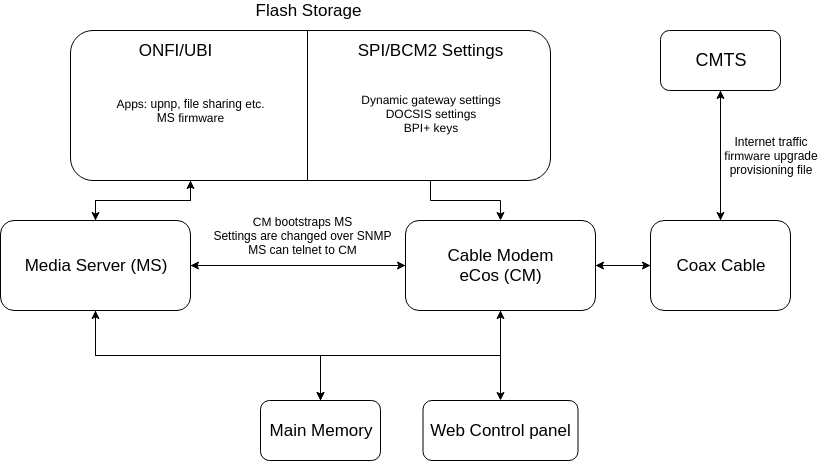 Flash Storage
ONFI/UBI
Apps: upnp, file sharing etc.
MS firmware
SPI/BCM2 Settings
Dynamic gateway settings
DOCSIS settings
BPI+ keys
CMTS
Internet traffic
firmware upgrade
provisioning file
CM bootstraps MS
Settings are changed over SNMP
MS can telnet to CM
Media Server (MS)
Cable Modem
eCos (CM)
Coax Cable
Main Memory
Web Control panel